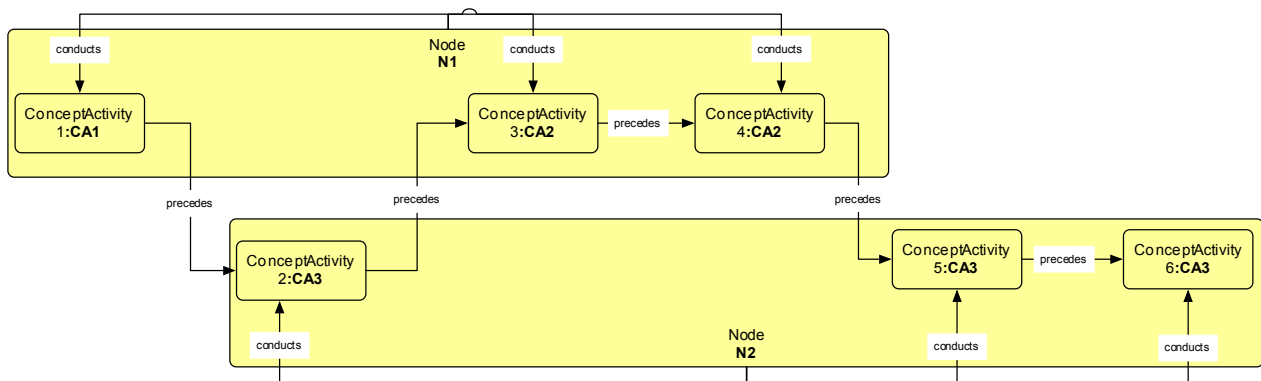 conducts
Node
N1
conducts
conducts
ConceptActivity
1:CA1
ConceptActivity
3:CA2
precedes
ConceptActivity
4:CA2
precedes
precedes
precedes
ConceptActivity
2:CA3
ConceptActivity
5:CA3
precedes
ConceptActivity
6:CA3
conducts
Node
N2
conducts
conducts